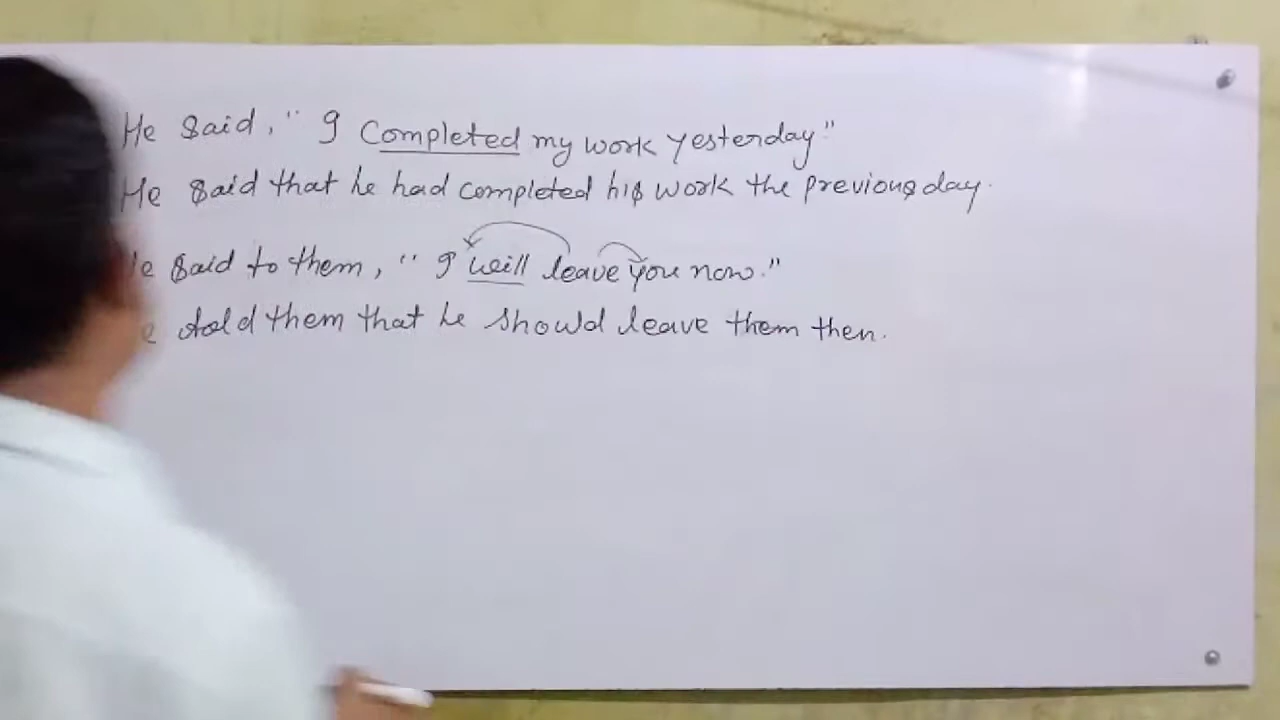 He said, "I completed my work yesterday"
He said that he had completed his work the previous day.
said to them, "I will leave you now."
told them that he should leave them then.